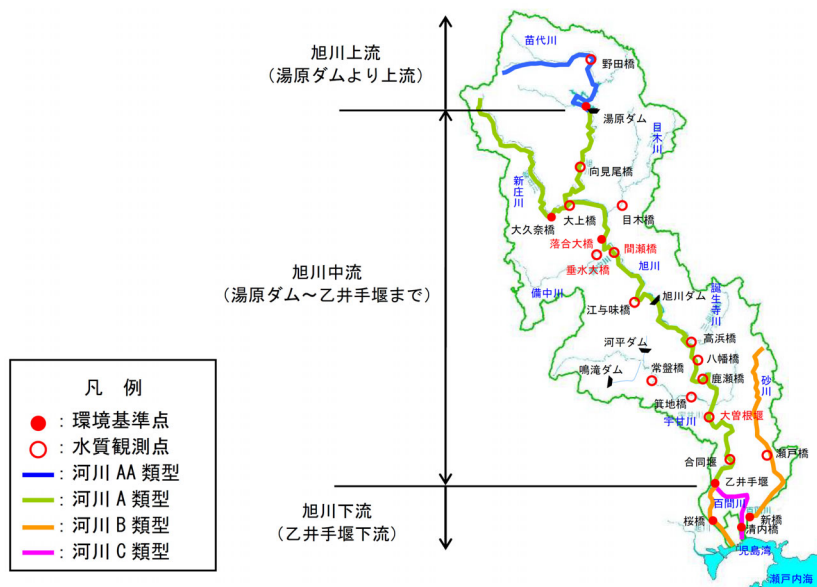 旭川上流
(湯原ダムより上流)
旭川中流
(湯原ダム～乙井手堰まで)
旭川下流
(乙井手堰下流)
苗代川
野田橋
湯原ダム
目木川
向見尾橋
新庄川
大上橋
目木橋
大久奈橋
落合大橋
間瀬橋
垂水大橋
旭川
備中川
誕生寺川
江与味橋
旭川ダム
高浜橋
河平ダム
八幡橋
鳴滝ダム
常盤橋
鹿瀬橋
砂川
箕地橋
大曽根堰
宇甘川
合同堰
瀬戸橋
乙井手堰
百間川
桜橋
新橋
清内橋
児島湾
瀬戸内海
凡 例
：環境基準点
：水質観測点
：河川 AA 類型
：河川 A 類型
：河川 B 類型
：河川 C 類型